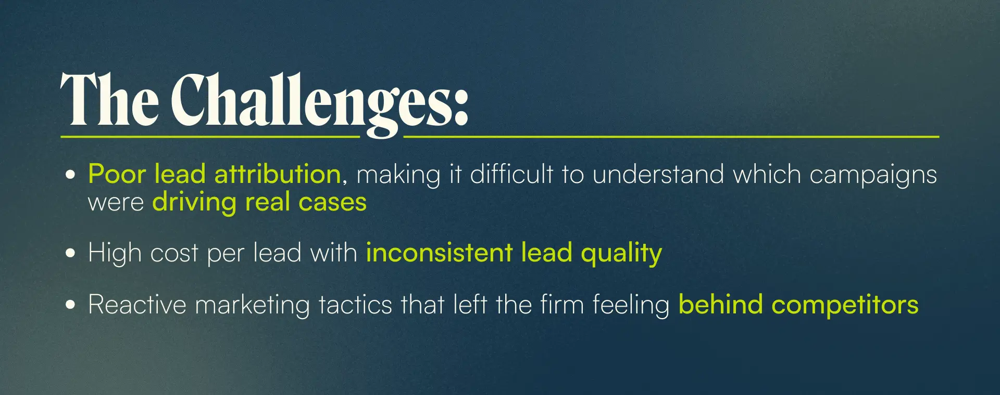 The Challenges:
• Poor lead attribution, making it difficult to understand which campaigns
were driving real cases
• High cost per lead with inconsistent lead quality
• Reactive marketing tactics that left the firm feeling behind competitors